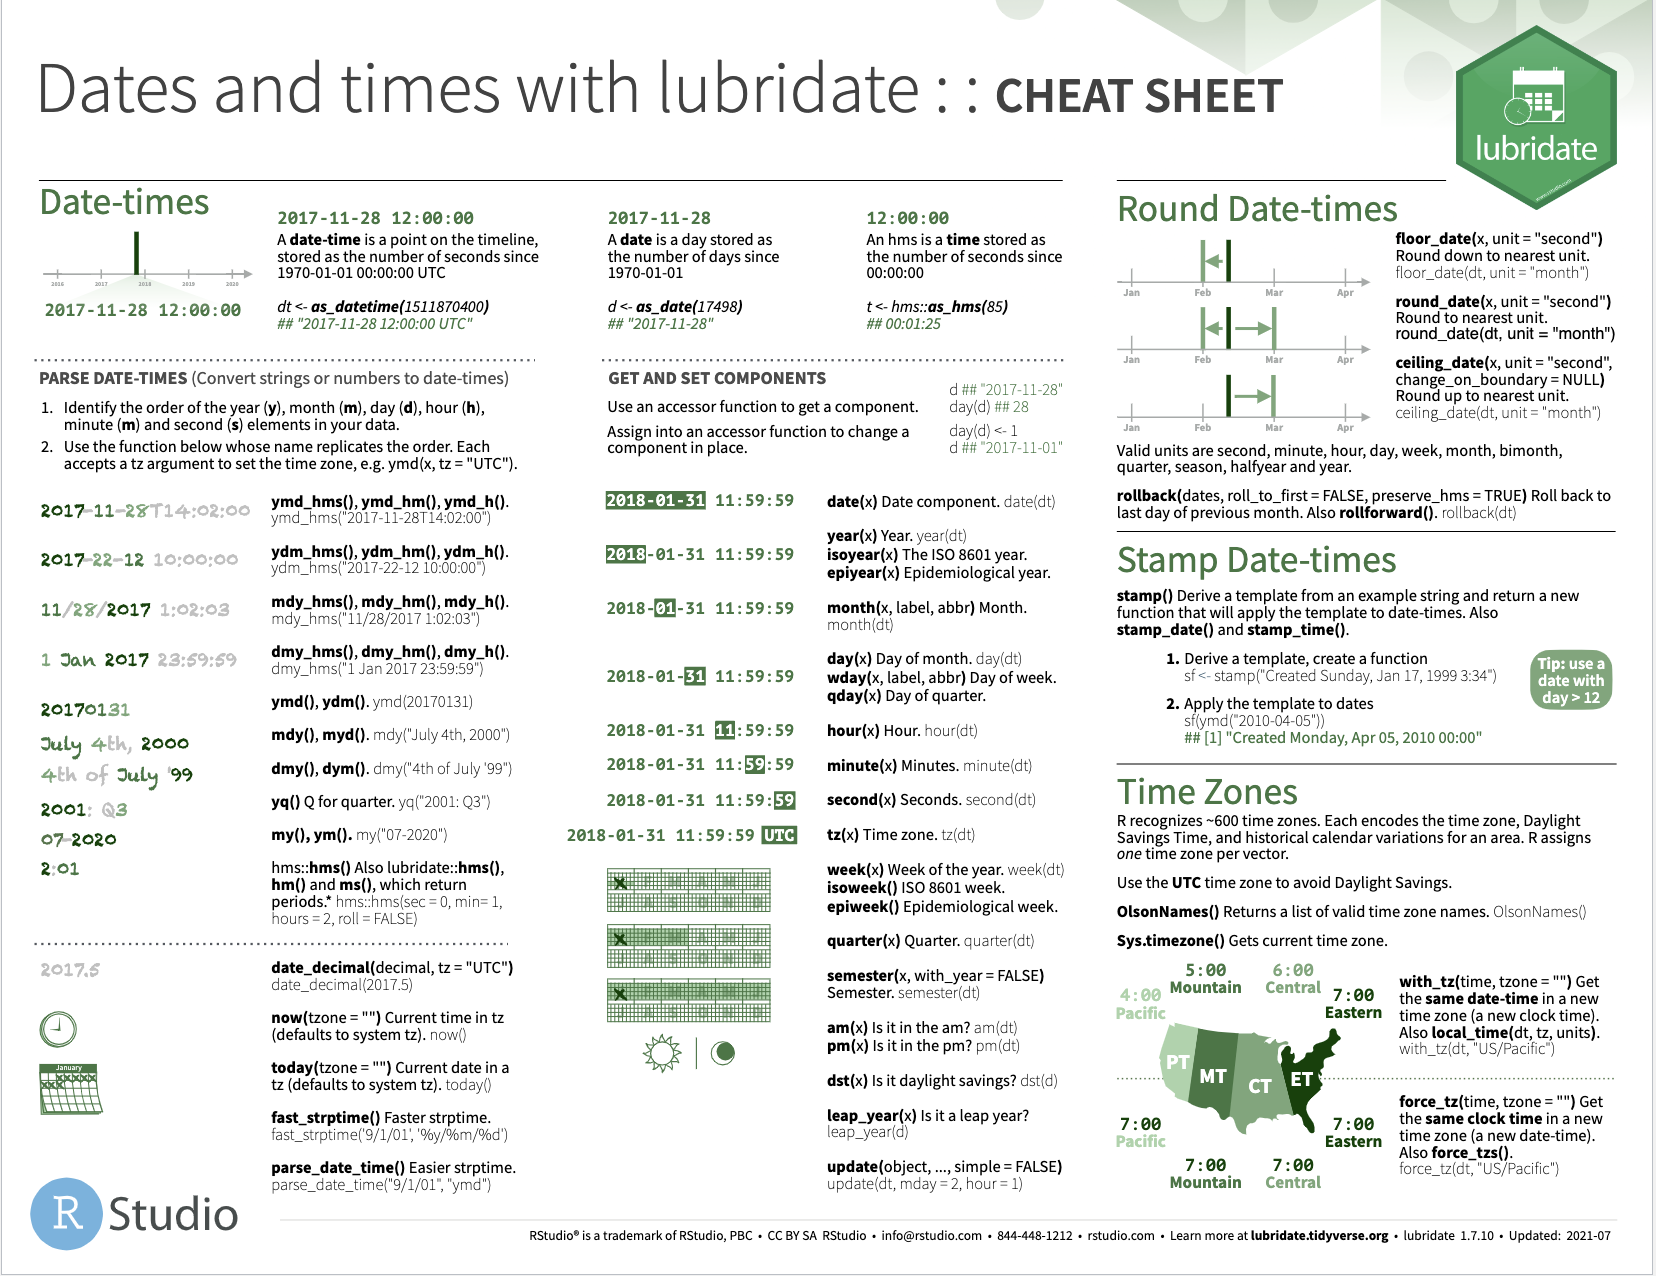 Dates and times with lubridate : : CHEAT SHEET
lubridate
Date-times
2016 2017 2018 2019 2020
2017-11-28 12:00:00
2017-11-28 12:00:00
A date-time is a point on the timeline,
stored as the number of seconds since
1970-01-01 00:00:00 UTC
dt <- as_datetime(1511870400)
## "2017-11-28 12:00:00 UTC"
2017-11-28
A date is a day stored as
the number of days since
1970-01-01
d <- as_date(17498)
## "2017-11-28"
12:00:00
An hms is a time stored as
the number of seconds since
00:00:00
t <- hms::as_hms(85)
## 00:01:25
PARSE DATE-TIMES (Convert strings or numbers to date-times)
1. Identify the order of the year (y), month (m), day (d), hour (h),
minute (m) and second (s) elements in your data.
2. Use the function below whose name replicates the order. Each
accepts a tz argument to set the time zone, e.g. ymd(x, tz = "UTC").
2017-11-28T14:02:00
ymd_hms(), ymd_hm(), ymd_h().
ymd_hms("2017-11-28T14:02:00")
2017-22-12 10:00:00
ydm_hms(), ydm_hm(), ydm_h().
ydm_hms("2017-22-12 10:00:00")
11/28/2017 1:02:03
mdy_hms(), mdy_hm(), mdy_h().
mdy_hms("11/28/2017 1:02:03")
1 Jan 2017 23:59:59
dmy_hms(), dmy_hm(), dmy_h().
dmy_hms("1 Jan 2017 23:59:59")
20170131
ymd(), ydm(). ymd(20170131)
July 4th, 2000
mdy(), myd(). mdy("July 4th, 2000")
4th of July '99
dmy(), dym(). dmy("4th of July '99")
2001: Q3
yq() Q for quarter. yq("2001: Q3")
07-2020
my(), ym(). my("07-2020")
2:01
hms::hms() Also lubridate::hms(),
hm() and ms(), which return
periods.* hms::hms(sec = 0, min= 1,
hours = 2, roll = FALSE)
2017.5
date_decimal(decimal, tz = "UTC")
date_decimal(2017.5)
now(tzone = "") Current time in tz
(defaults to system tz). now()
January
today(tzone = "") Current date in a
tz (defaults to system tz). today()
fast_strptime() Faster strptime.
fast_strptime('9/1/01', '%y/%m/%d')
parse_date_time() Easier strptime.
parse_date_time("9/1/01", "ymd")
GET AND SET COMPONENTS
Use an accessor function to get a component.
d ## "2017-11-28"
day(d) ## 28
Assign into an accessor function to change a
component in place.
day(d) <- 1
d ## "2017-11-01"
2018-01-31 11:59:59
date(x) Date component. date(dt)
2018-01-31 11:59:59
year(x) Year. year(dt)
isoyear(x) The ISO 8601 year.
epiyear(x) Epidemiological year.
2018-01-31 11:59:59
month(x, label, abbr) Month.
month(dt)
2018-01-31 11:59:59
day(x) Day of month. day(dt)
wday(x, label, abbr) Day of week.
qday(x) Day of quarter.
2018-01-31 11:59:59
hour(x) Hour. hour(dt)
2018-01-31 11:59:59
minute(x) Minutes. minute(dt)
2018-01-31 11:59:59
second(x) Seconds. second(dt)
2018-01-31 11:59:59 UTC
tz(x) Time zone. tz(dt)
week(x) Week of the year. week(dt)
isoweek() ISO 8601 week.
epiweek() Epidemiological week.
quarter(x) Quarter. quarter(dt)
semester(x, with_year = FALSE)
Semester. semester(dt)
am(x) Is it in the am? am(dt)
pm(x) Is it in the pm? pm(dt)
dst(x) Is it daylight savings? dst(d)
leap_year(x) Is it a leap year?
leap_year(d)
update(object, ..., simple = FALSE)
update(dt, mday = 2, hour = 1)
Round Date-times
Jan Feb Mar Apr
floor_date(x, unit = "second")
Round down to nearest unit.
floor_date(dt, unit = "month")
Jan Feb Mar Apr
round_date(x, unit = "second")
Round to nearest unit.
round_date(dt, unit = "month")
Jan Feb Mar Apr
ceiling_date(x, unit = "second",
change_on_boundary = NULL)
Round up to nearest unit.
ceiling_date(dt, unit = "month")
Valid units are second, minute, hour, day, week, month, bimonth,
quarter, season, halfyear and year.
rollback(dates, roll_to_first = FALSE, preserve_hms = TRUE) Roll back to
last day of previous month. Also rollforward(). rollback(dt)
Stamp Date-times
stamp() Derive a template from an example string and return a new
function that will apply the template to date-times. Also
stamp_date() and stamp_time().
1. Derive a template, create a function
sf <- stamp("Created Sunday, Jan 17, 1999 3:34")
2. Apply the template to dates
sf(ymd("2010-04-05"))
## [1] "Created Monday, Apr 05, 2010 00:00"
Tip: use a
date with
day > 12
Time Zones
R recognizes ~600 time zones. Each encodes the time zone, Daylight
Savings Time, and historical calendar variations for an area. R assigns
one time zone per vector.
Use the UTC time zone to avoid Daylight Savings.
OlsonNames() Returns a list of valid time zone names. OlsonNames()
Sys.timezone() Gets current time zone.
4:00
Pacific
5:00
Mountain
6:00
Central
7:00
Eastern
PT
MT
CT
ET
7:00
Pacific
7:00
Mountain
7:00
Central
7:00
Eastern
with_tz(time, tzone = "") Get
the same date-time in a new
time zone (a new clock time).
Also local_time(dt, tz, units).
with_tz(dt, "US/Pacific")
force_tz(time, tzone = "") Get
the same clock time in a new
time zone (a new date-time).
Also force_tzs().
force_tz(dt, "US/Pacific")
R Studio
RStudio® is a trademark of RStudio, PBC • CC BY SA RStudio • info@rstudio.com • 844-448-1212 • rstudio.com • Learn more at lubridate.tidyverse.org • lubridate 1.7.10 • Updated: 2021-07